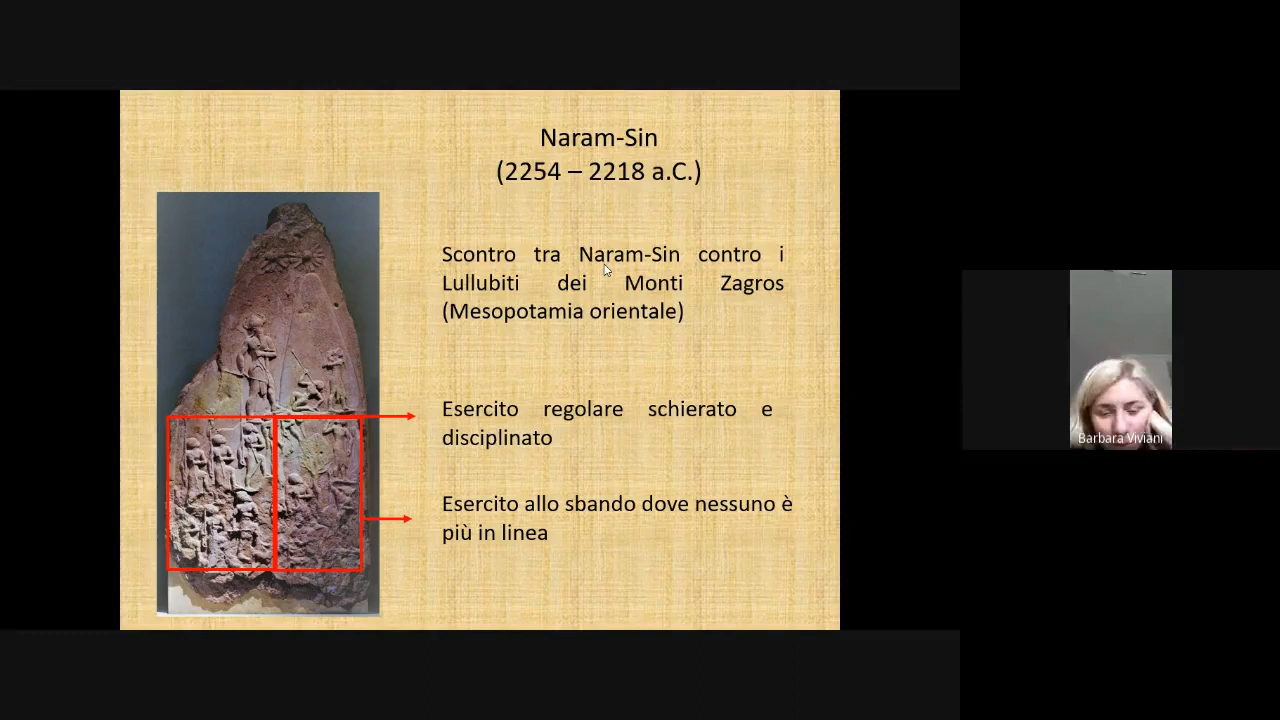 Naram-Sin
(2254 – 2218 a.C.)
Scontro tra Naram-Sin contro i
Lullubiti dei Monti Zagros
(Mesopotamia orientale)
Esercito regolare schierato e
disciplinato
Esercito allo sbando dove nessuno è
più in linea
Barbara Viviani